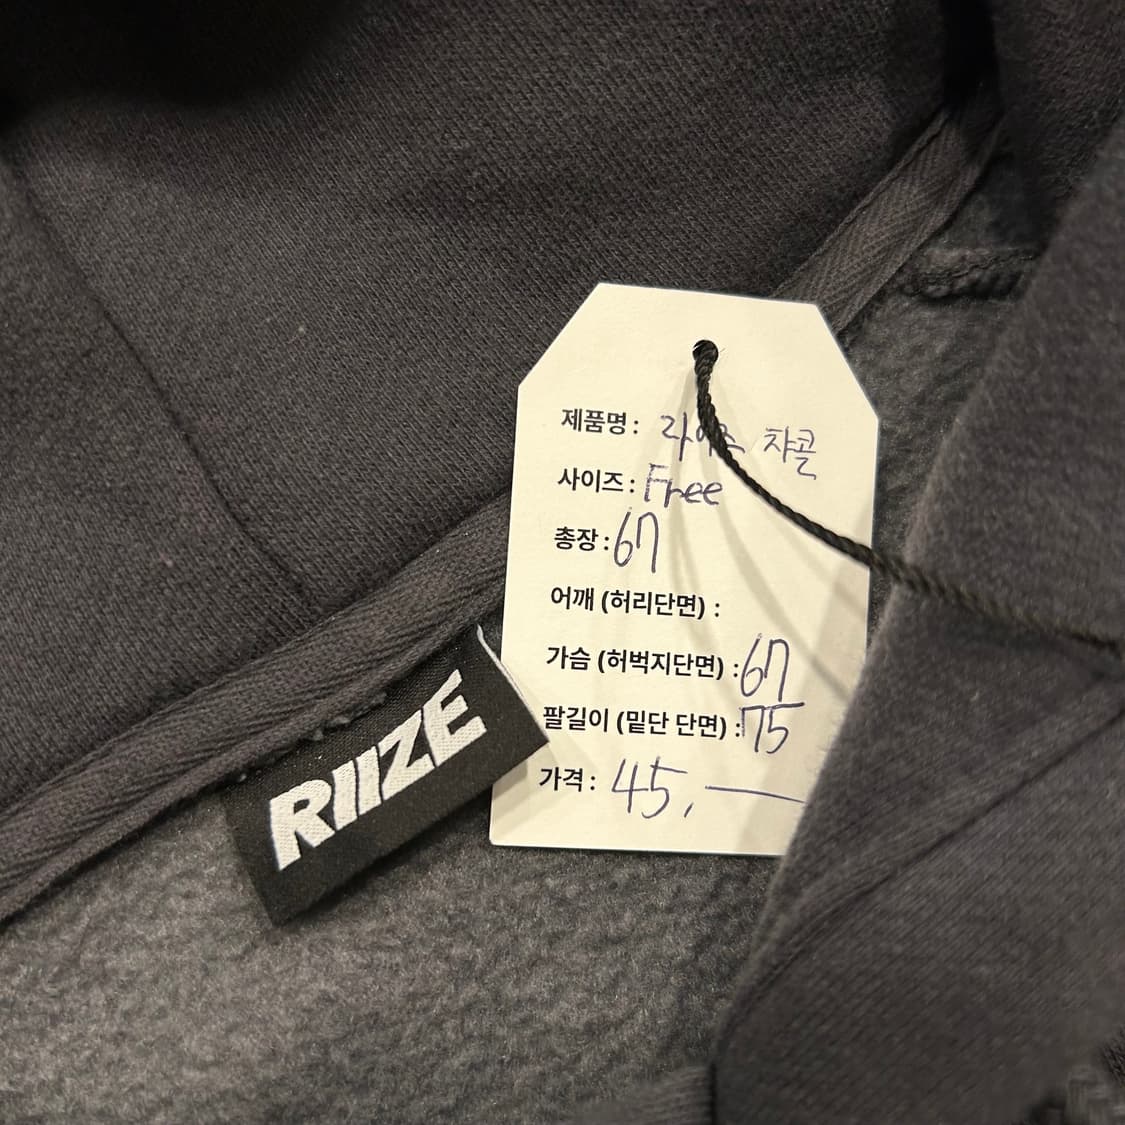 제품명 : 라이즈 챠콜
사이즈 : Free
총장 : 67
어깨 (허리단면) :
가슴 (허벅지단면) : 67
팔길이 (밑단 단면) : 75
가격 : 45,—
RIIZE